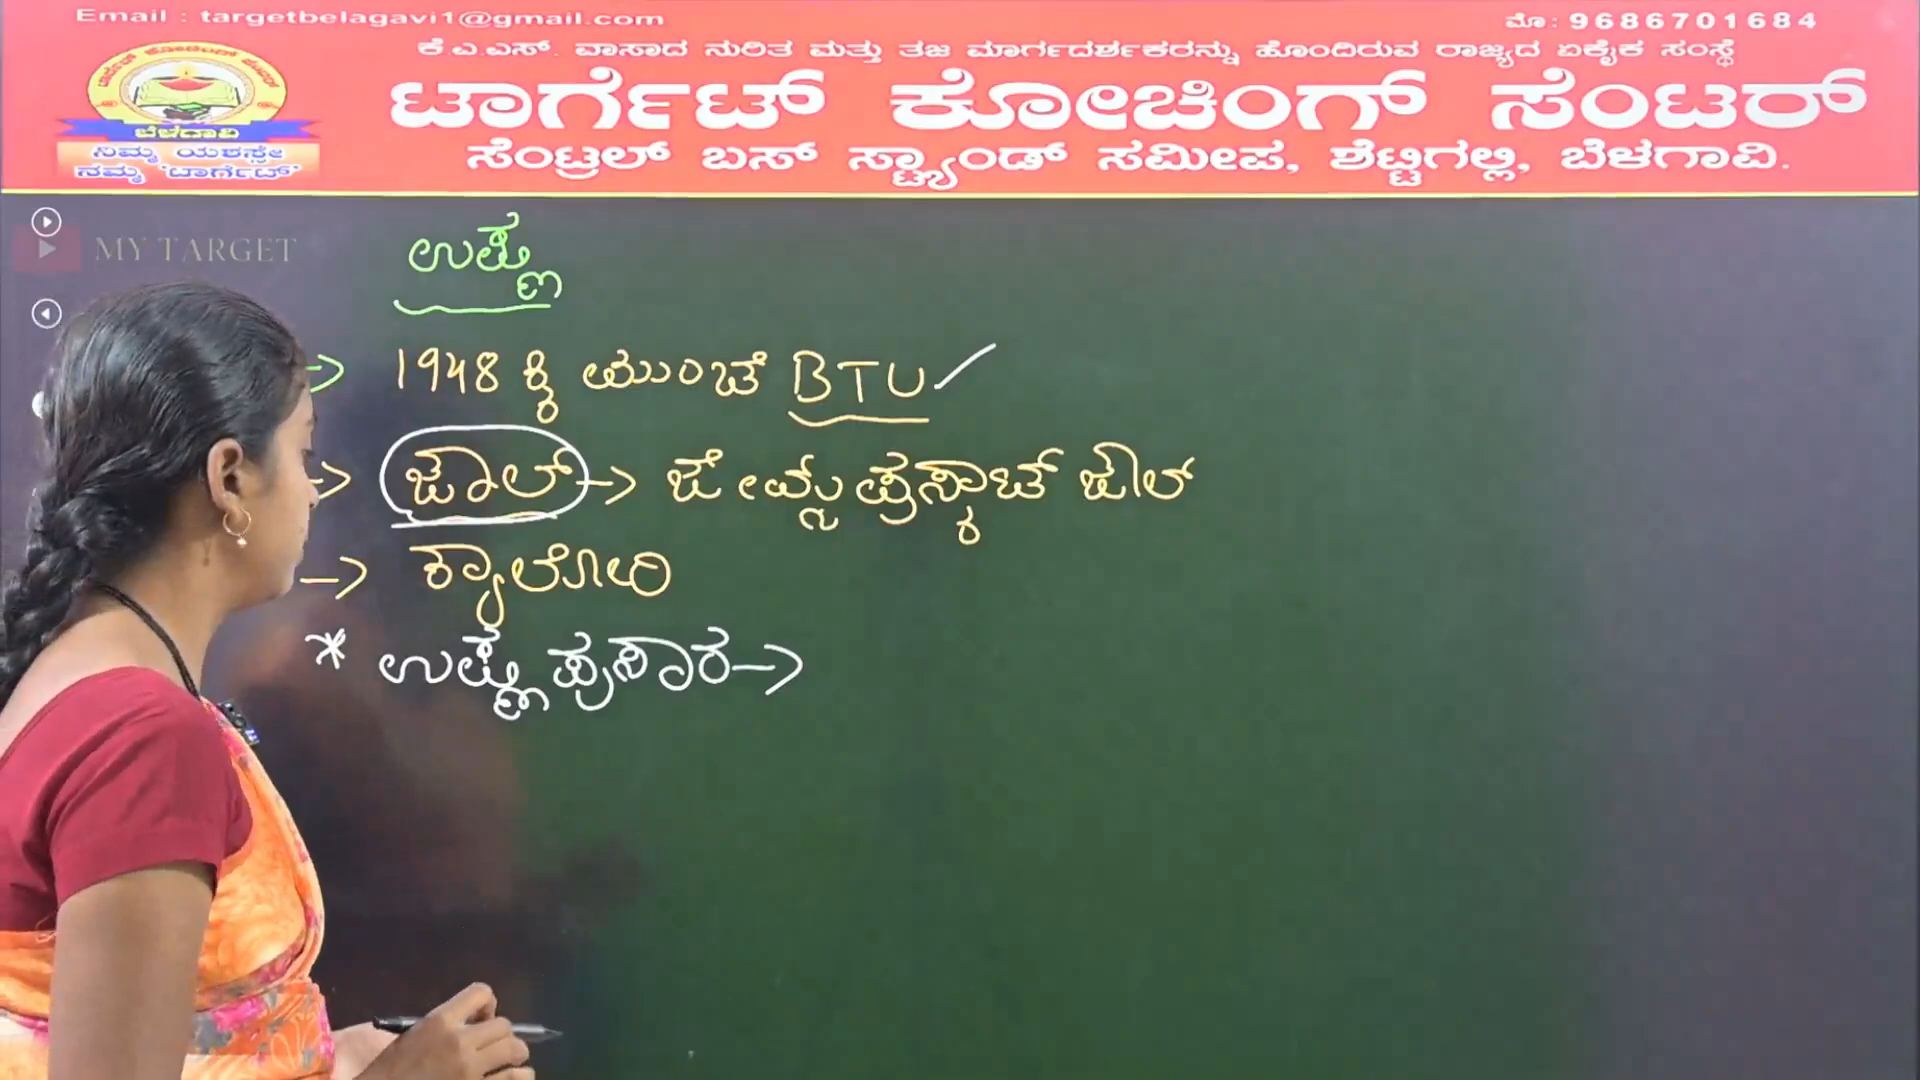 Email : targetbelagavi1@gmail.com
ಮೊ: 9686701684
ಕೆ.ಎ.ಎಸ್. ಪಾಸಾದ ನುರಿತ ಮತ್ತು ತಜ್ಞ ಮಾರ್ಗದರ್ಶಕರನ್ನು ಹೊಂದಿರುವ ರಾಜ್ಯದ ಏಕೈಕ ಸಂಸ್ಥೆ
ಟಾರ್ಗೆಟ್ ಕೋಚಿಂಗ್ ಸೆಂಟರ್
ಸೆಂಟ್ರಲ್ ಬಸ್ ಸ್ಟ್ಯಾಂಡ್ ಸಮೀಪ, ಶೆಟ್ಟಿಗಲ್ಲಿ, ಬೆಳಗಾವಿ.
ಬೆಳಗಾವಿ
ನಿಮ್ಮ ಯಶಸ್ಸೇ
ನಮ್ಮ 'ಟಾರ್ಗೆಟ್'
MY TARGET
ಉಷ್ಣ
→ 1948 ಕ್ಕಿ ಮುಂಚೆ BTU ✓
→ ಜೌಲ್ → ಜೇಮ್ಸ್ ಪ್ರಸ್ಕಾಟ್ ಜೌಲ್
→ ಕ್ಯಾಲೋರಿ
* ಉಷ್ಣ ಪ್ರಸಾರ →